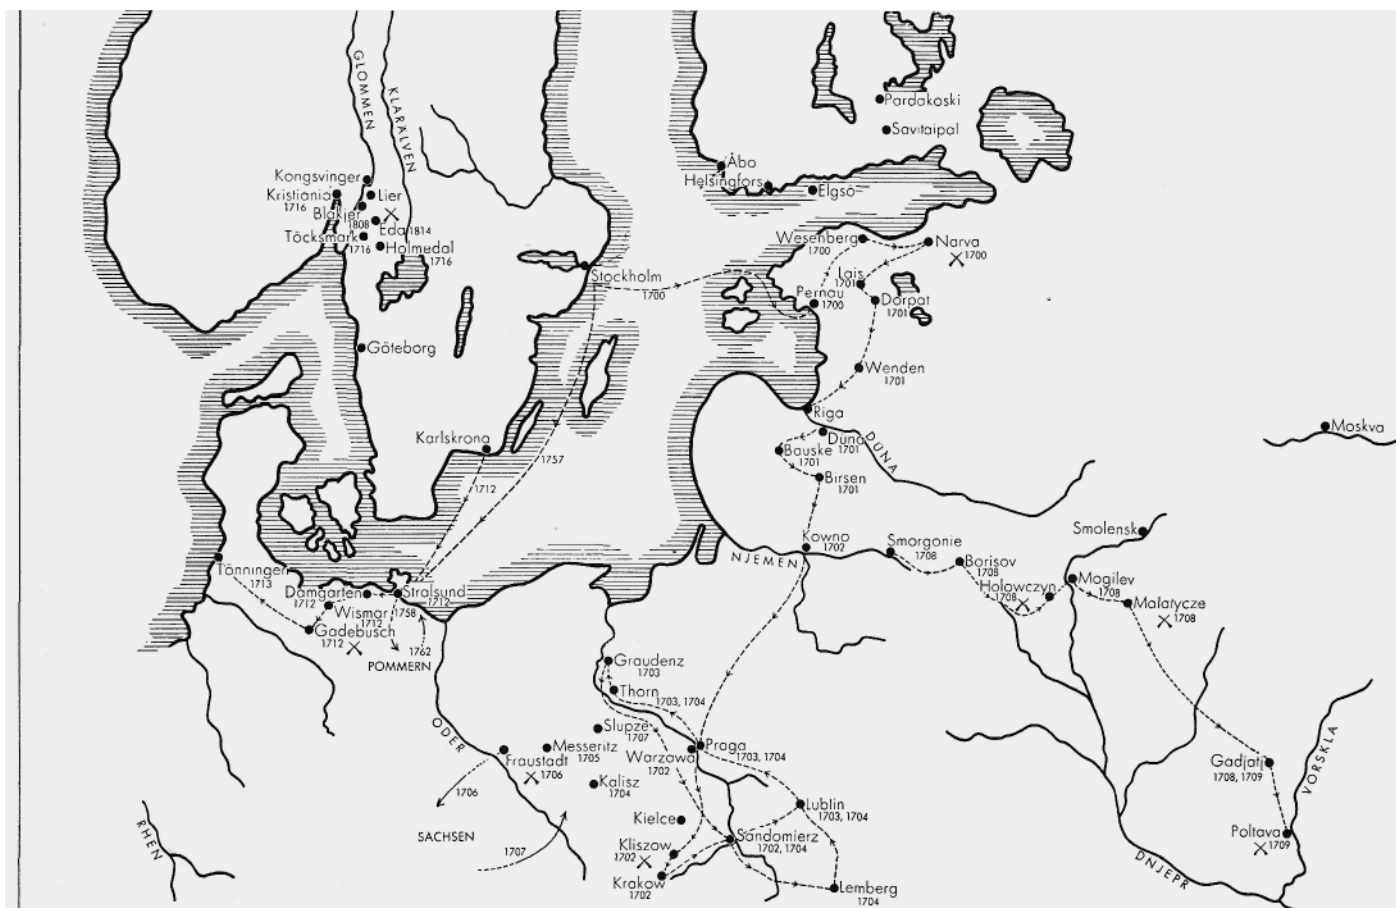 GLOMMEN
KLARÄLVEN
Pardakoski
Savitaipal
Åbo
Helsingfors
Elgsö
Kongsvinger
Kristiania
1716
Lier
Blakjer
1808
Eda 1814
Töcksmark
1716
Holmedal
1716
Stockholm
1700
Wesenberg
1700
Narva
1700
Lais
1701
Pernau
1700
Dorpat
1701
Göteborg
Wenden
1701
Riga
Düna
1701
DÜNA
Bauske
1701
Birsen
1701
Moskva
Karlskrona
1712
1757
Smolensk
Kowno
1702
NJEMEN
Smorgonie
1708
Borisov
1708
Holowczyn
1708
Mogilev
1708
Malatycze
1708
Tönningen
1713
Damgarten
1712
Stralsund
1712
Wismar
1712
1758
Gadebusch
1712
1762
POMMERN
Graudenz
1703
Thorn
1703, 1704
ODER
Slupze
1707
Messeritz
1705
Fraustadt
1706
Warzawa
1702
Praga
1703, 1704
Kalisz
1704
Gadjatj
1708, 1709
VORSKLA
1706
SACHSEN
1707
Kielce
Lublin
1703, 1704
Sandomierz
1702, 1704
Kliszow
1702
Krakow
1702
Lemberg
1704
Poltava
1709
DNJEPR
RHEN